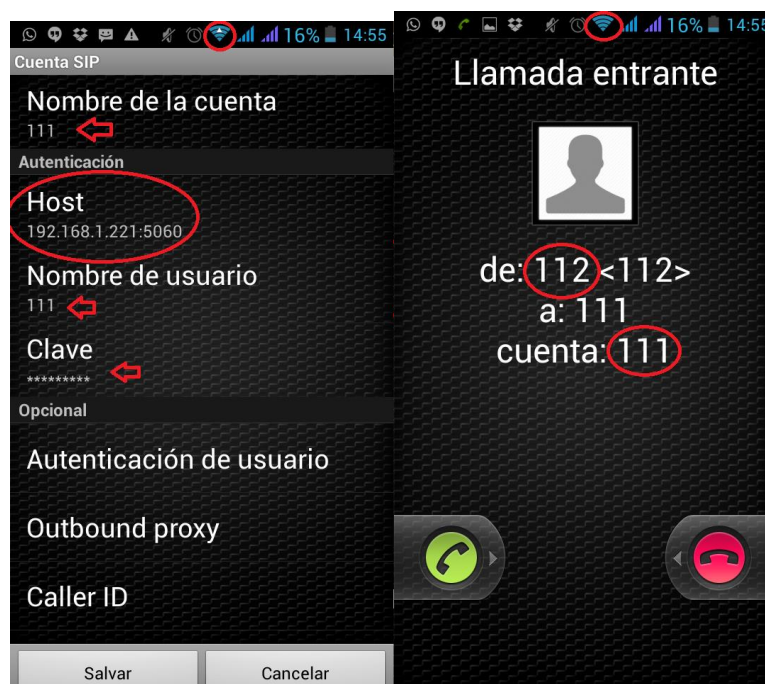 16% 14:55
Cuenta SIP
Nombre de la cuenta
111
Autenticación
Host
192.168.1.221:5060
Nombre de usuario
111
Clave
*********
Opcional
Autenticación de usuario
Outbound proxy
Caller ID
Salvar Cancelar
16% 14:55
Llamada entrante
de: 112 <112>
a: 111
cuenta: 111